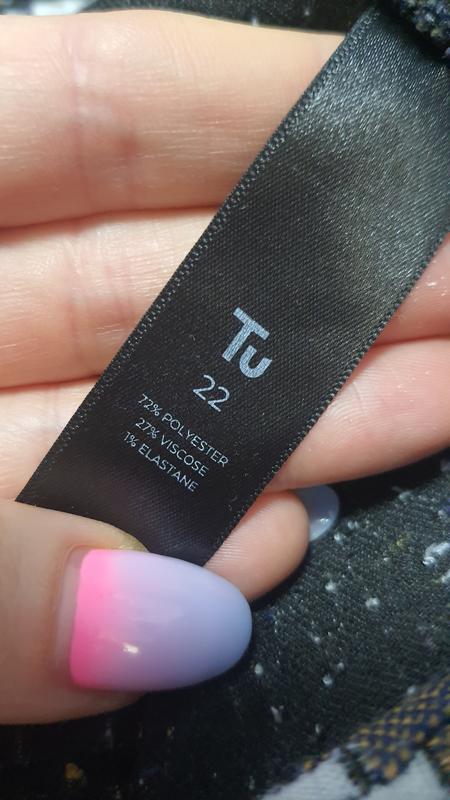 Tu
22
72% POLYESTER
27% VISCOSE
1% ELASTANE